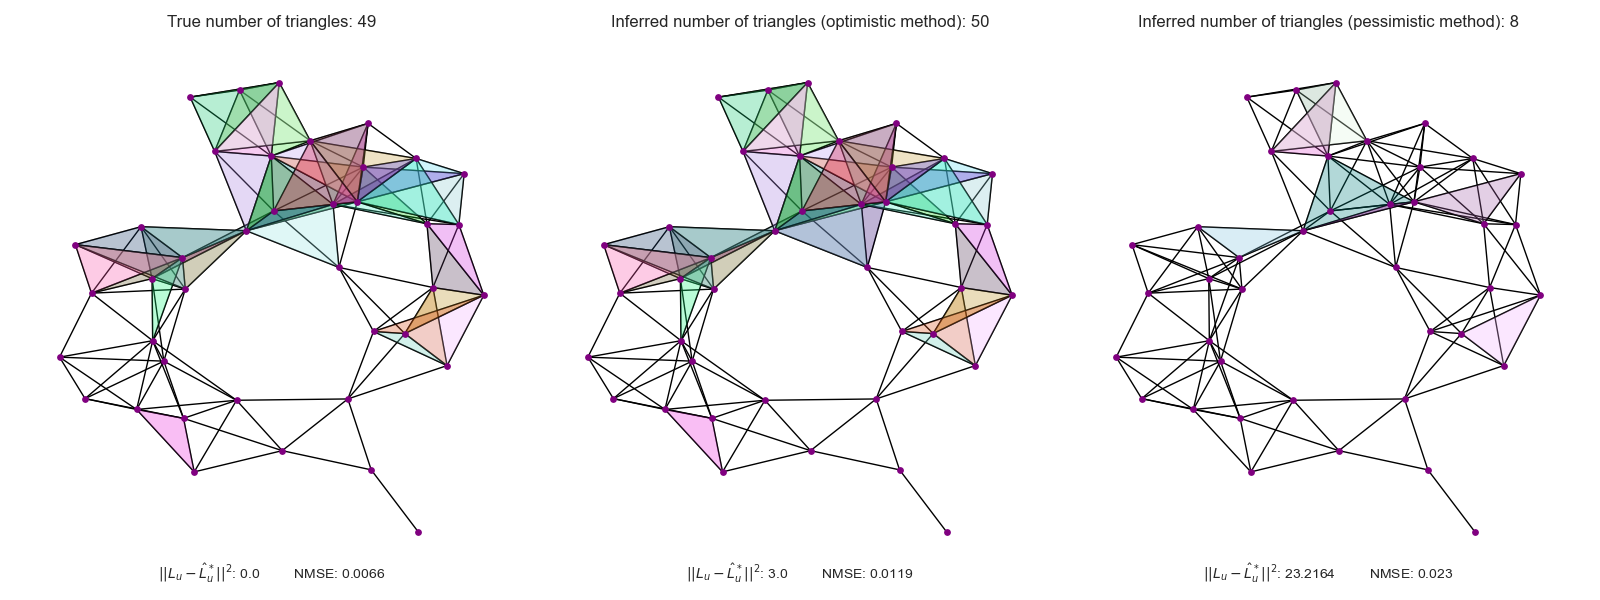 True number of triangles: 49
Inferred number of triangles (optimistic method): 50
Inferred number of triangles (pessimistic method): 8
$||L_u - \hat{L}_u^*||^2$: 0.0 NMSE: 0.0066
$||L_u - \hat{L}_u^*||^2$: 3.0 NMSE: 0.0119
$||L_u - \hat{L}_u^*||^2$: 23.2164 NMSE: 0.023